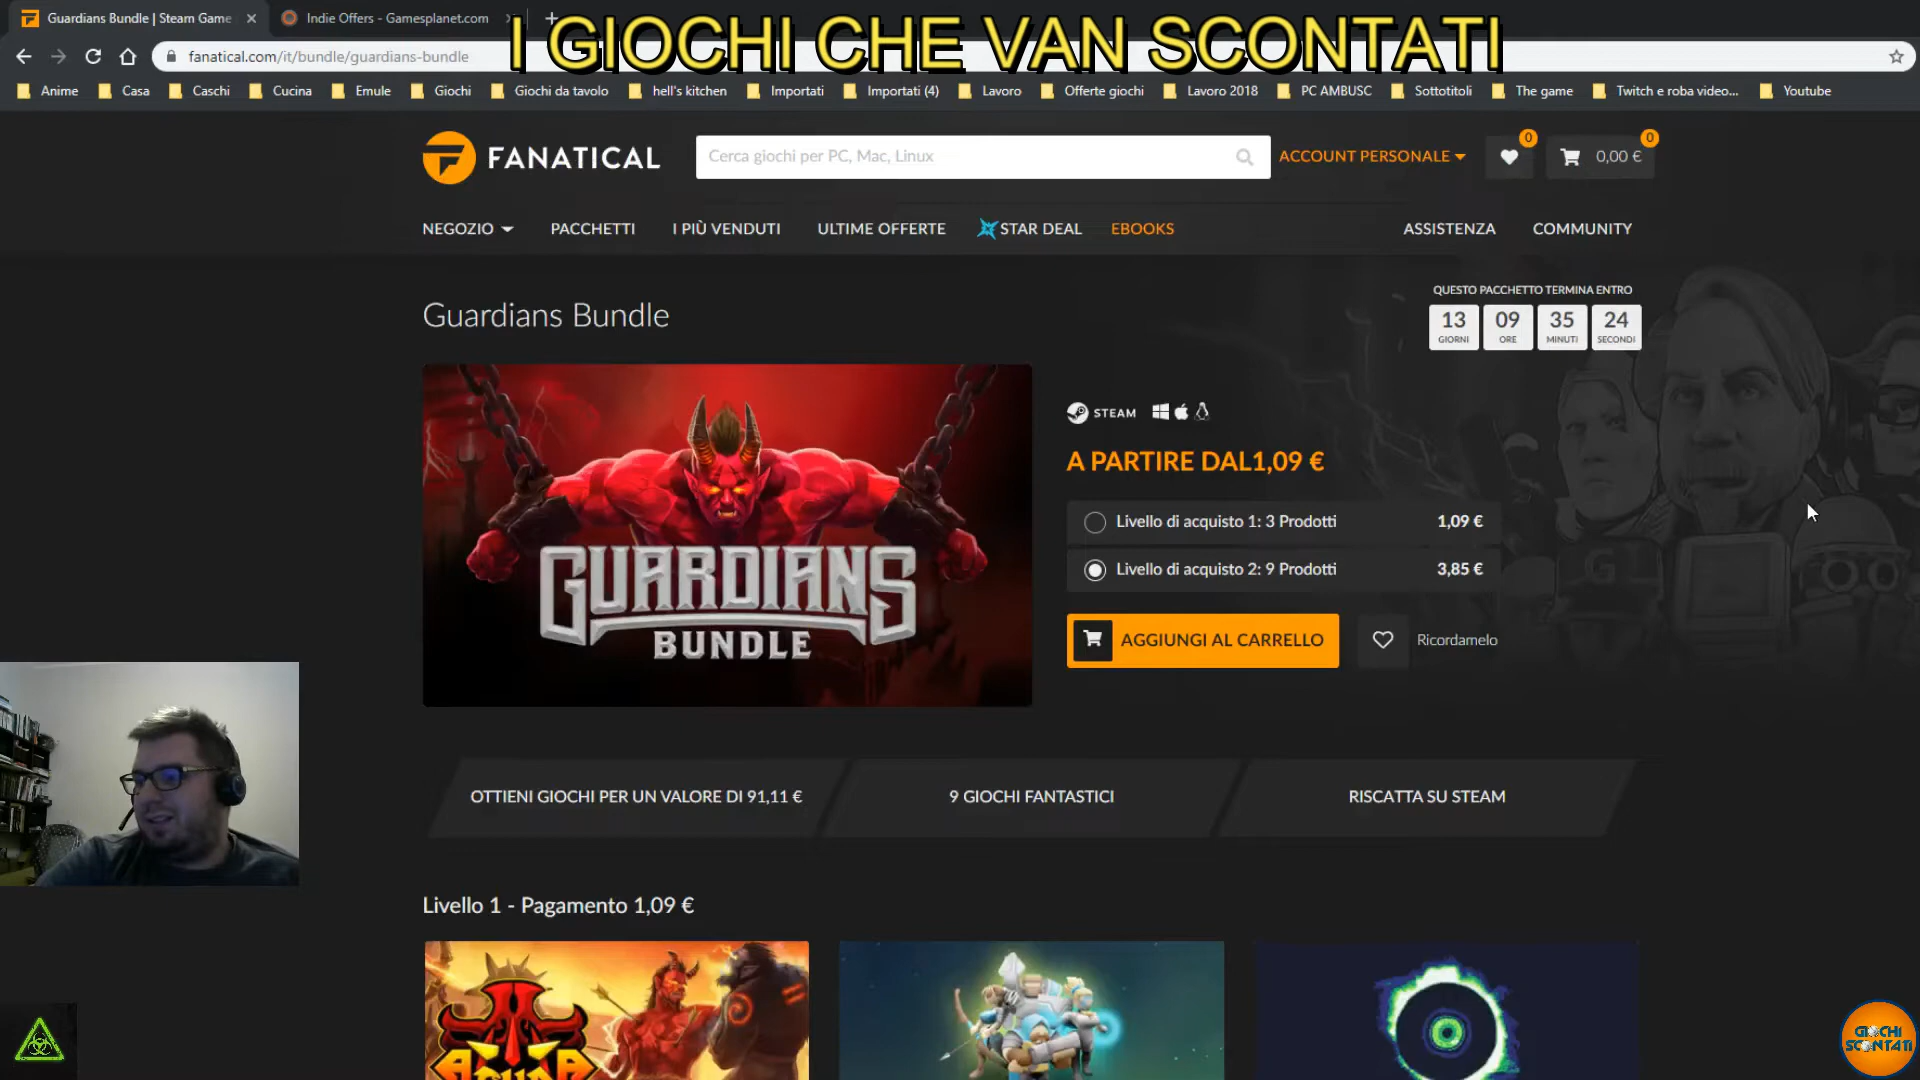 Guardians Bundle | Steam Game
Indie Offers - Gamesplanet.com
I GIOCHI CHE VAN SCONTATI
fanatical.com/it/bundle/guardians-bundle
Anime
Casa
Caschi
Cucina
Emule
Giochi
Giochi da tavolo
hell's kitchen
Importati
Importati (4)
Lavoro
Offerte giochi
Lavoro 2018
PC AMBUSC
Sottotitoli
The game
Twitch e roba video...
Youtube
FANATICAL
Cerca giochi per PC, Mac, Linux
ACCOUNT PERSONALE
0
0
0,00 €
NEGOZIO
PACCHETTI
I PIÙ VENDUTI
ULTIME OFFERTE
STAR DEAL
EBOOKS
ASSISTENZA
COMMUNITY
Guardians Bundle
QUESTO PACCHETTO TERMINA ENTRO
13 09 35 24
GIORNI ORE MINUTI SECONDI
GUARDIANS
BUNDLE
STEAM
A PARTIRE DAL1,09 €
Livello di acquisto 1: 3 Prodotti 1,09 €
Livello di acquisto 2: 9 Prodotti 3,85 €
AGGIUNGI AL CARRELLO
Ricordamelo
OTTIENI GIOCHI PER UN VALORE DI 91,11 €
9 GIOCHI FANTASTICI
RISCATTA SU STEAM
Livello 1 - Pagamento 1,09 €
GIOCHI
SCONTATI